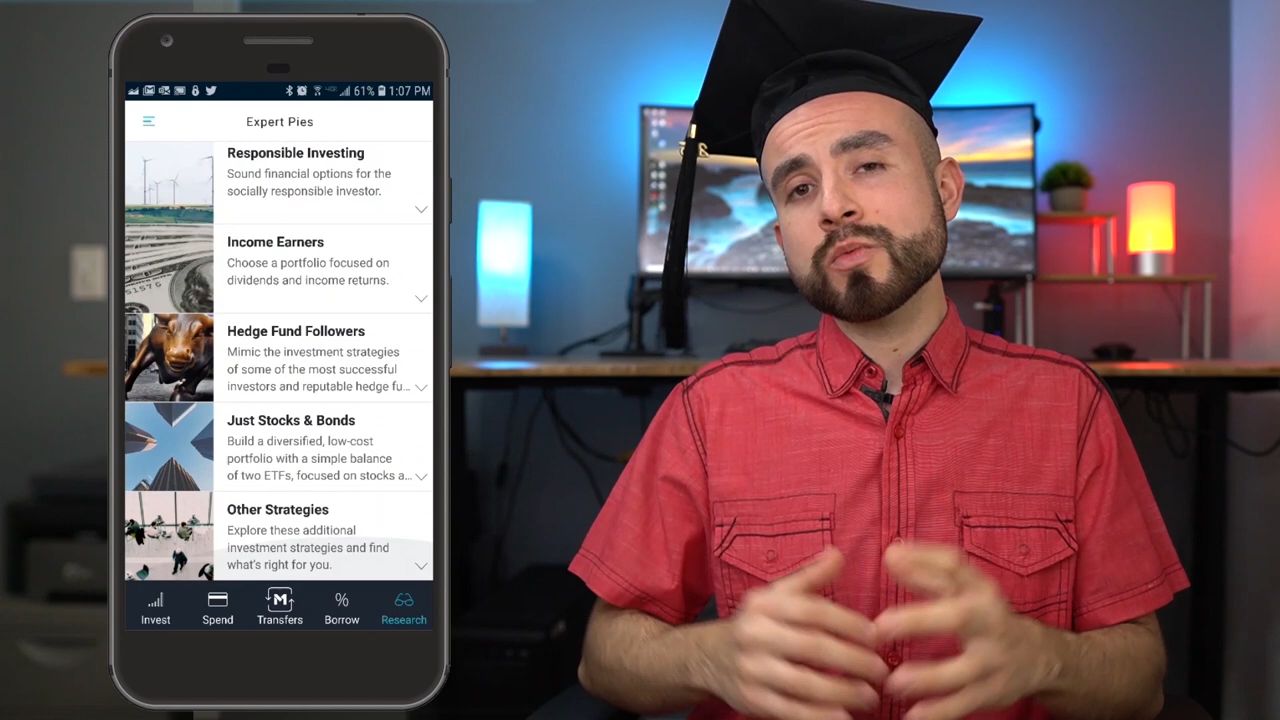 61% 1:07 PM
Expert Pies
Responsible Investing
Sound financial options for the
socially responsible investor.
Income Earners
Choose a portfolio focused on
dividends and income returns.
Hedge Fund Followers
Mimic the investment strategies
of some of the most successful
investors and reputable hedge fu...
Just Stocks & Bonds
Build a diversified, low-cost
portfolio with a simple balance
of two ETFs, focused on stocks a...
Other Strategies
Explore these additional
investment strategies and find
what's right for you.
M %
Invest Spend Transfers Borrow Research